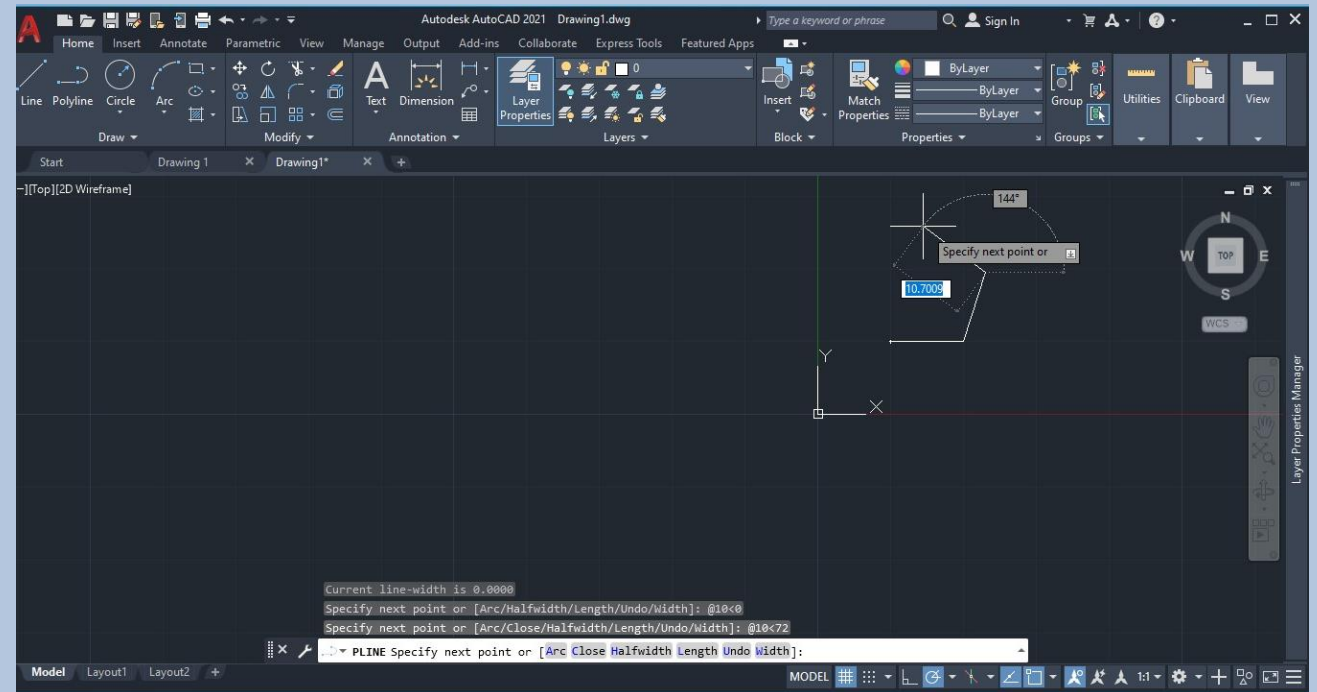 Autodesk AutoCAD 2021 Drawing1.dwg
Type a keyword or phrase
Sign In
Home Insert Annotate Parametric View Manage Output Add-ins Collaborate Express Tools Featured Apps
Line Polyline Circle Arc
Draw
Modify
A
Text Dimension
Annotation
Layer
Properties
0
Layers
Insert
Block
Match
Properties
ByLayer
ByLayer
ByLayer
Properties
Group
Groups
Utilities
Clipboard
View
Start Drawing 1 Drawing1*
–][Top][2D Wireframe]
144°
Specify next point or
10.7009
N
W TOP E
S
WCS
Y
X
Layer Properties Manager
Current line-width is 0.0000
Specify next point or [Arc/Halfwidth/Length/Undo/Width]: @10<0
Specify next point or [Arc/Close/Halfwidth/Length/Undo/Width]: @10<72
PLINE Specify next point or [Arc Close Halfwidth Length Undo Width]:
Model Layout1 Layout2 +
MODEL 1:1